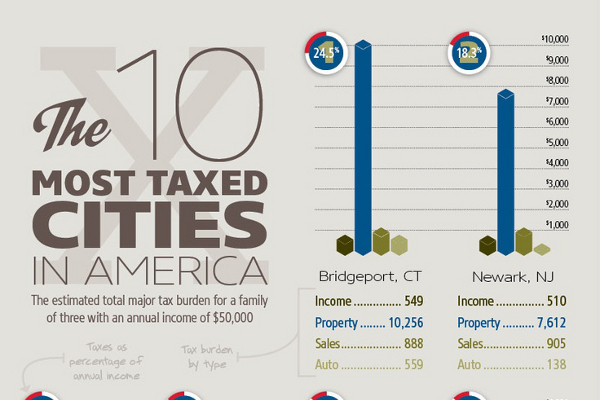 The 10
MOST TAXED
CITIES
IN AMERICA
The estimated total major tax burden for a family
of three with an annual income of $50,000
Taxes as
percentage of
annual income
Tax burden
by type
1
24.5%
2
18.3%
$10,000
$9,000
$8,000
$7,000
$6,000
$5,000
$4,000
$3,000
$2,000
$1,000
Bridgeport, CT
Income .............. 549
Property ........ 10,256
Sales................. 888
Auto ................. 559
Newark, NJ
Income .............. 510
Property .......... 7,612
Sales................. 905
Auto ................. 138